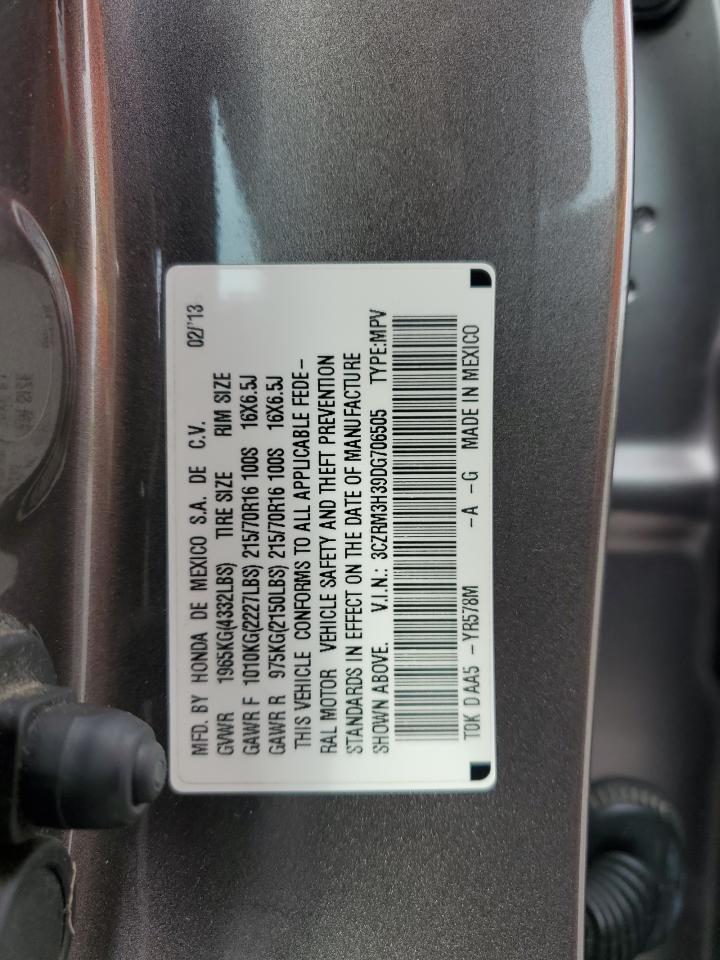 MFD. BY HONDA DE MEXICO S.A. DE C.V. 02/'13
GVWR 1965KG(4332LBS) TIRE SIZE RIM SIZE
GAWR F 1010KG(2227LBS) 215/70R16 100S 16X6.5J
GAWR R 975KG(2150LBS) 215/70R16 100S 16X6.5J
THIS VEHICLE CONFORMS TO ALL APPLICABLE FEDE-
RAL MOTOR VEHICLE SAFETY AND THEFT PREVENTION
STANDARDS IN EFFECT ON THE DATE OF MANUFACTURE
SHOWN ABOVE. V.I.N.: 3CZRM3H39DG706505 TYPE:MPV
T0K D AA5 -YR578M -A -G MADE IN MEXICO